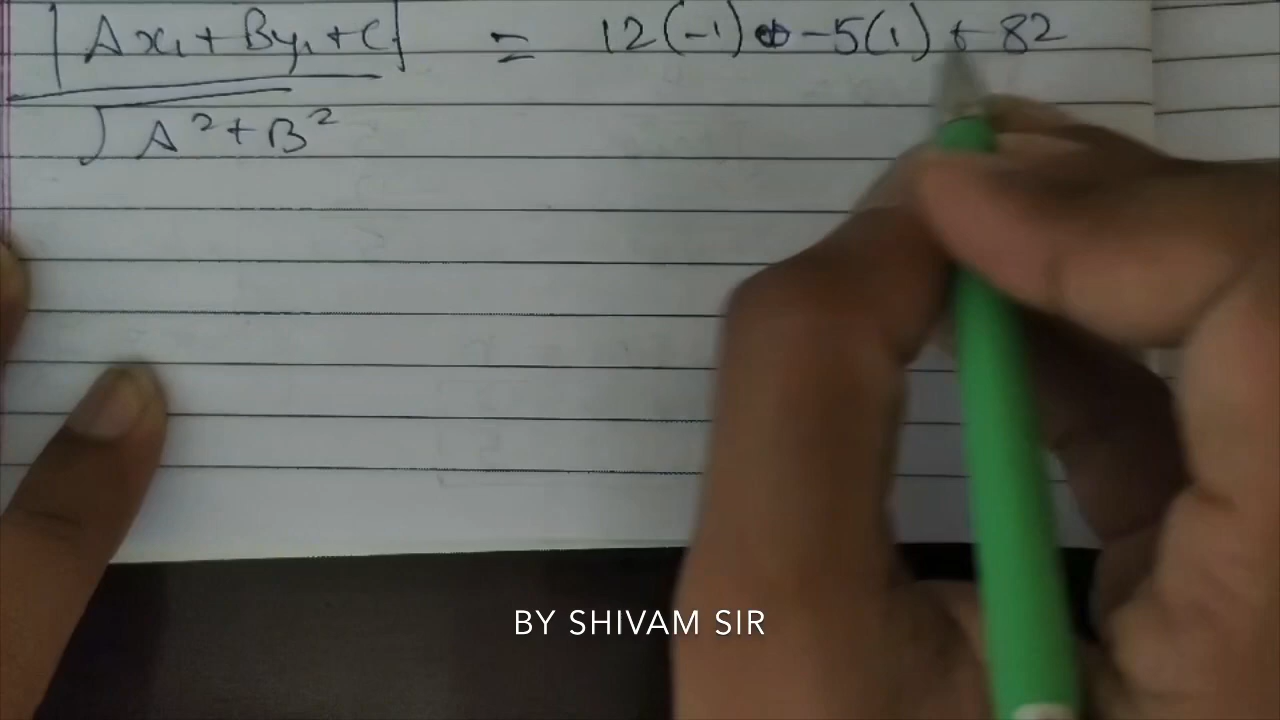 |Ax₁ + By₁ + C| = 12(-1) -5(1) + 82
√A² + B²
BY SHIVAM SIR